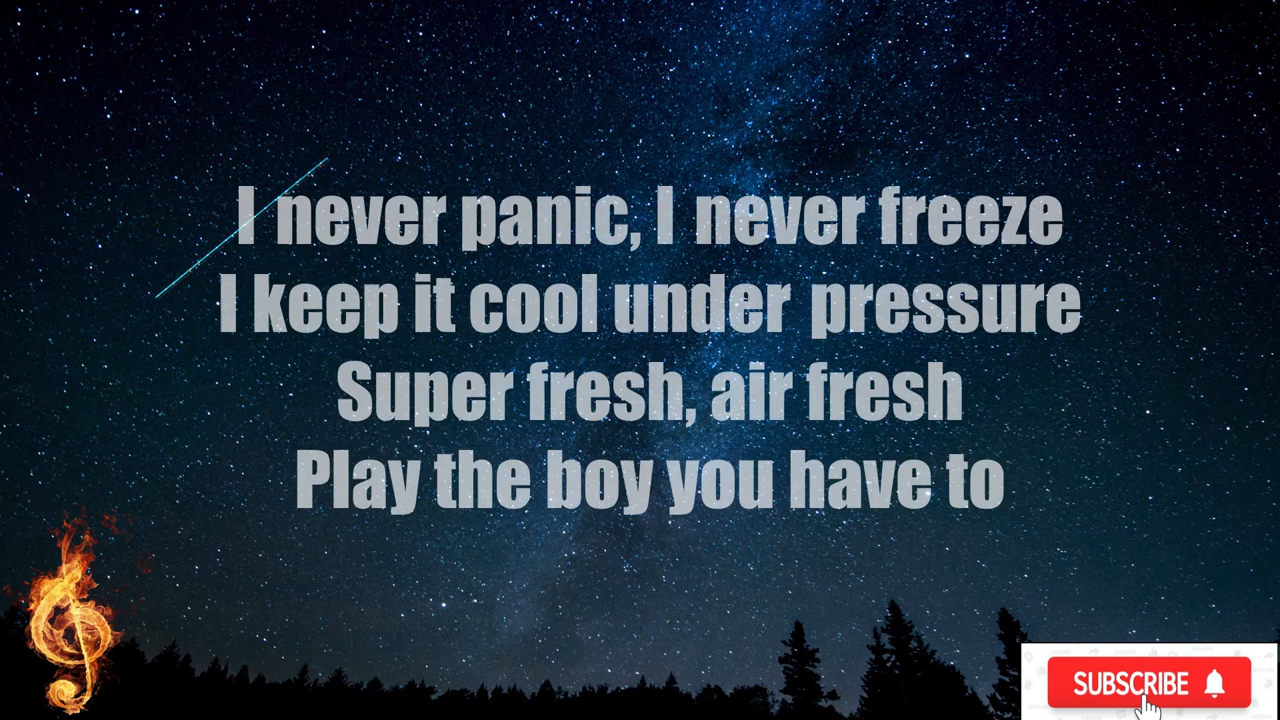 I never panic, I never freeze
I keep it cool under pressure
Super fresh, air fresh
Play the boy you have to
SUBSCRIBE